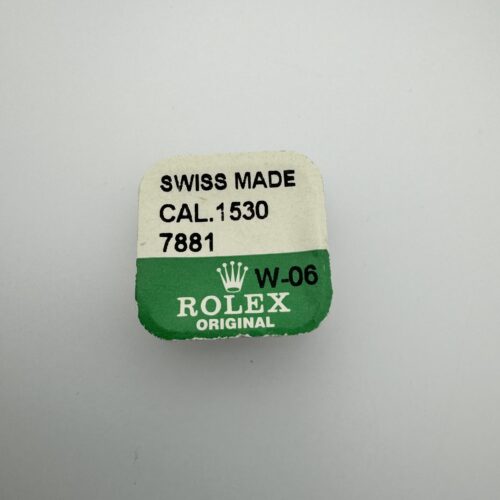 SWISS MADE
CAL.1530
7881
W-06
ROLEX
ORIGINAL